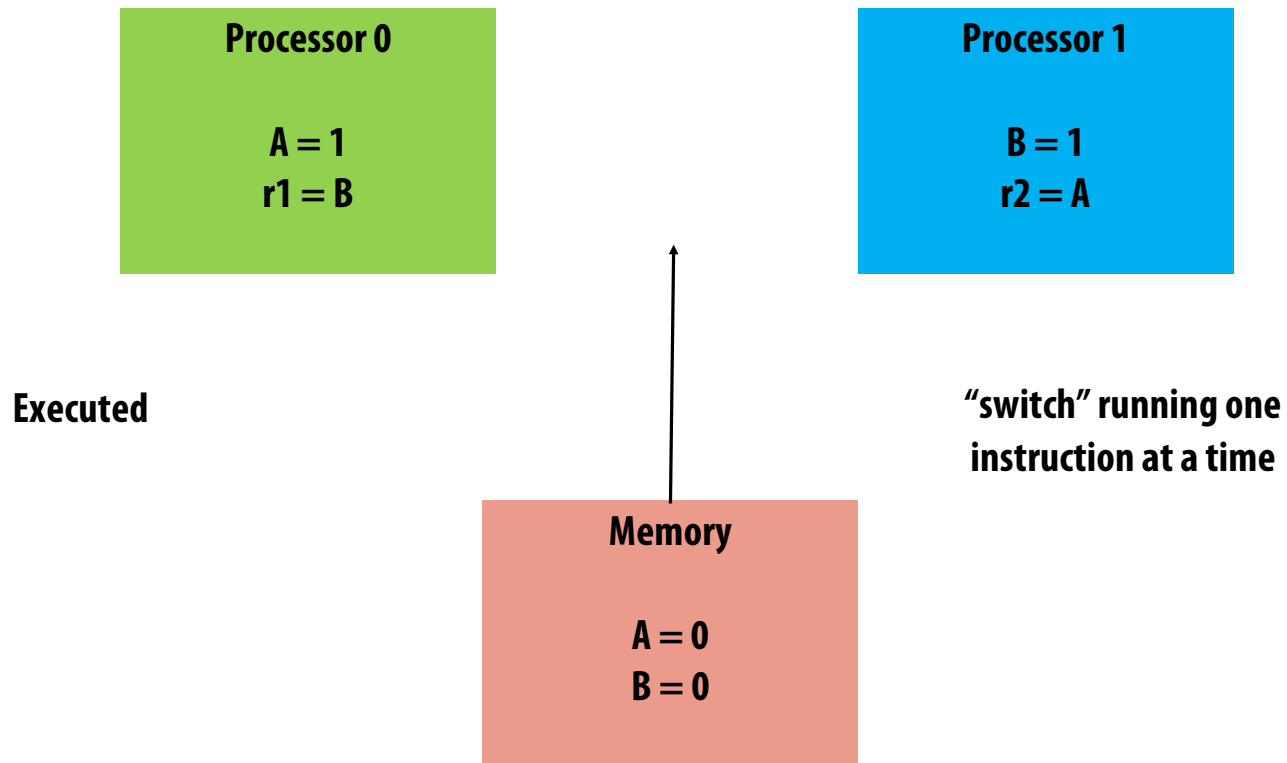 Processor 0
A = 1
r1 = B
Processor 1
B = 1
r2 = A
Executed
“switch” running one
instruction at a time
Memory
A = 0
B = 0